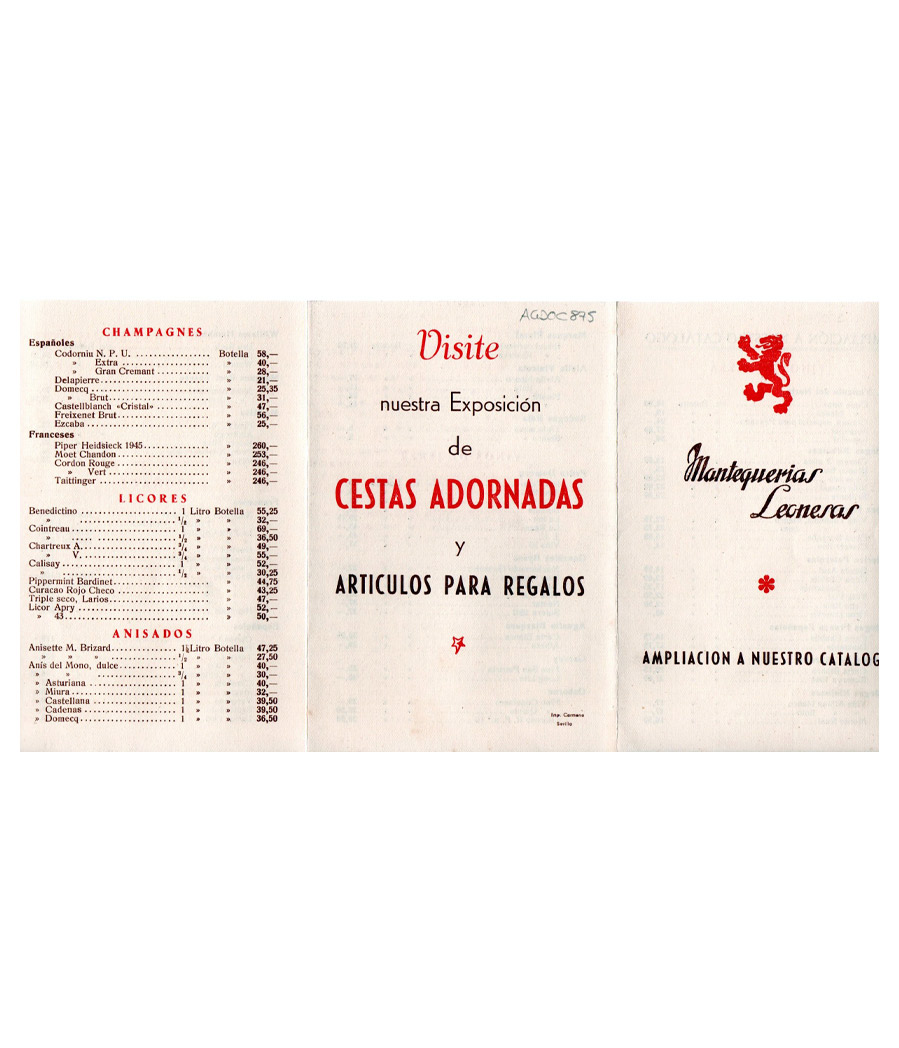 CHAMPAGNES
Españoles
Codorniu N. P. U. .................. Botella 58,—
» Extra ..................... » 40,—
» Gran Cremant .............. » 28,—
Delapierre.......................... » 21,—
Domecq ............................. » 25,35
» Brut......................... » 31,—
Castellblanch «Cristal» ............ » 47,—
Freixenet Brut...................... » 56,—
Ezcaba ............................. » 25,—
Franceses
Piper Heidsieck 1945................ » 260,—
Moet Chandon ....................... » 253,—
Cordon Rouge ....................... » 246,—
» Vert ...................... » 246,—
Taittinger ......................... » 246,—
LICORES
Benedictino ........................ 1 Litro Botella 55,25
» ....................... 1/2 » » 32,—
Cointreau .......................... 1 » » 69,—
» ..... ................. 1/2 » » 36,50
Chartreux A. ....................... 3/4 » » 49,—
» V. ....................... 3/4 » » 55,—
Calisay ............................ 1 » » 52,—
» ............................ 1/2 » » 30,25
Pippermint Bardinet................. » 44,75
Curacao Rojo Checo ................. » 43,25
Triple seco, Larios................. » 47,—
Licor Apry ......................... » 52,—
» 43............................ » 50,—
ANISADOS
Anisette M. Brizard................. 1 Litro Botella 47,25
» » » ................. 1/2 » » 27,50
Anís del Mono, dulce................ 1 » » 40,—
» » ................ 3/4 » » 30,—
» Asturiana ........................ 1 » » 40,—
» Miura ............................ 1 » » 32,—
» Castellana ....................... 1 » » 39,50
» Cadenas .......................... 1 » » 39,50
» Domecq ........................... 1 » » 36,50
AGDOC895
Visite
nuestra Exposición
de
CESTAS ADORNADAS
y
ARTICULOS PARA REGALOS
Imp. Carmona
Sevilla
Mantequerias
Leonesas
AMPLIACION A NUESTRO CATALOG